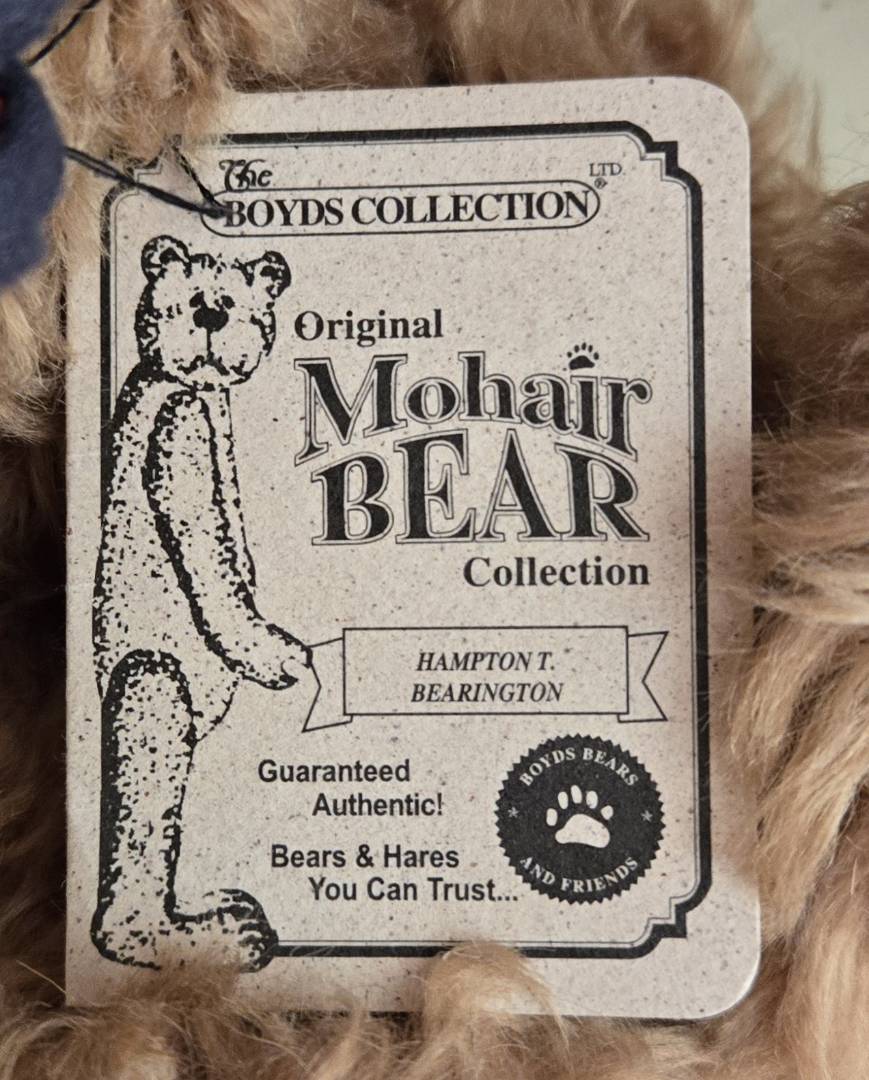 The
BOYDS COLLECTION LTD.®
Original
Mohair
BEAR
Collection
HAMPTON T.
BEARINGTON
Guaranteed
Authentic!
Bears & Hares
You Can Trust...
BOYDS BEARS
AND FRIENDS